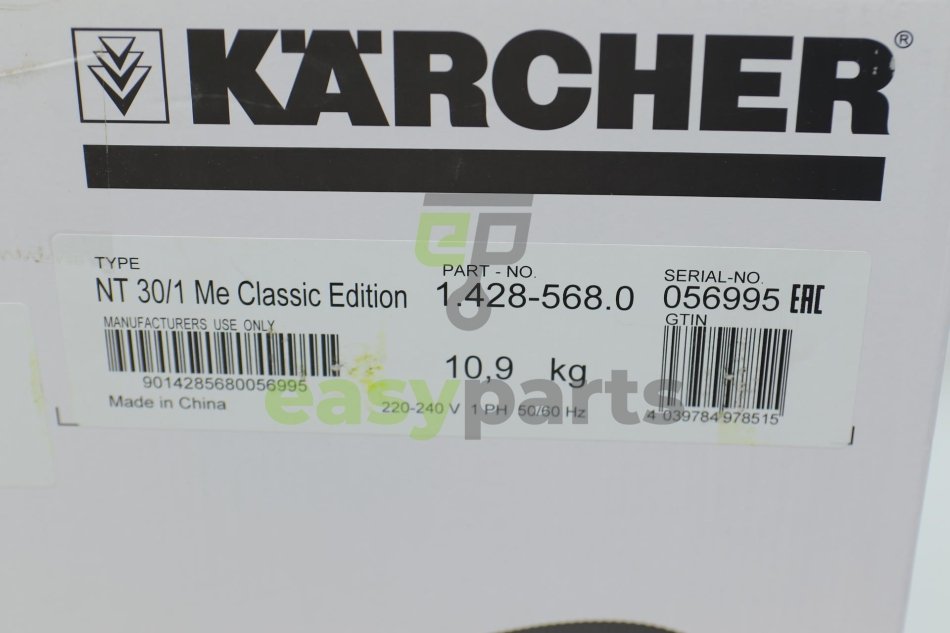 KÄRCHER®
ep
TYPE
NT 30/1 Me Classic Edition
PART - NO.
1.428-568.0
SERIAL-NO.
056995 EAC
MANUFACTURERS USE ONLY
9014285680056995
Made in China
10,9 kg
220-240 V 1 PH 50/60 Hz
GTIN
4 039784 978515
easyparts